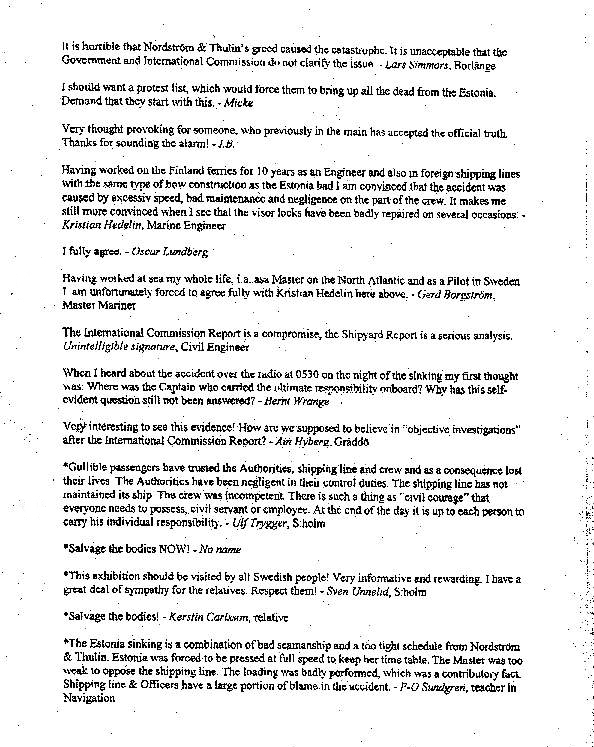 It is horrible that Nordström & Thulin's greed caused the catastrophe. It is unacceptable that the
Government and International Commission do not clarify the issue - Lars Simmors, Borlänge
I should want a protest list, which would force them to bring up all the dead from the Estonia.
Demand that they start with this. - Micke
Very thought provoking for someone, who previously in the main has accepted the official truth.
Thanks for sounding the alarm! - J.B.
Having worked on the Finland ferries for 10 years as an Engineer and also in foreign shipping lines
with the same type of bow construction as the Estonia had I am convinced that the accident was
caused by excessiv speed, bad maintenance and negligence on the part of the crew. It makes me
still more convinced when I see that the visor locks have been badly repaired on several occasions. -
Kristian Hedelin, Marine Engineer
I fully agree. - Oscar Lundberg
Having worked at sea my whole life, i.a. as a Master on the North Atlantic and as a Pilot in Sweden
I am unfortunately forced to agree fully with Kristian Hedelin here above. - Gerd Borgström,
Master Mariner
The International Commission Report is a compromise, the Shipyard Report is a serious analysis.
Unintelligible signature, Civil Engineer
When I heard about the accident over the radio at 0530 on the night of the sinking my first thought
was: Where was the Captain who carried the ultimate responsibility onboard? Why has this self-
evident question still not been answered? - Bernt Wrange
Very interesting to see this evidence! How are we supposed to believe in "objective investigations"
after the International Commission Report? - Ain Hyberg, Gräddö
*Gullible passengers have trusted the Authorities, shipping line and crew and as a consequence lost
their lives. The Authorities have been negligent in their control duties. The shipping line has not
maintained its ship. The crew was incompetent. There is such a thing as "civil courage" that
everyone needs to possess, civil servant or employee. At the end of the day it is up to each person to
carry his individual responsibility. - Ulf Trygger, S:holm
*Salvage the bodies NOW! - No name
*This exhibition should be visited by all Swedish people! Very informative and rewarding. I have a
great deal of sympathy for the relatives. Respect them! - Sven Unnelid, S:holm
*Salvage the bodies! - Kerstin Carlsson, relative
*The Estonia sinking is a combination of bad seamanship and a too tight schedule from Nordström
& Thulin. Estonia was forced to be pressed at full speed to keep her time table. The Master was too
weak to oppose the shipping line. The loading was badly performed, which was a contributory fact.
Shipping line & Officers have a large portion of blame in the accident. - P-O Sundgren, teacher in
Navigation